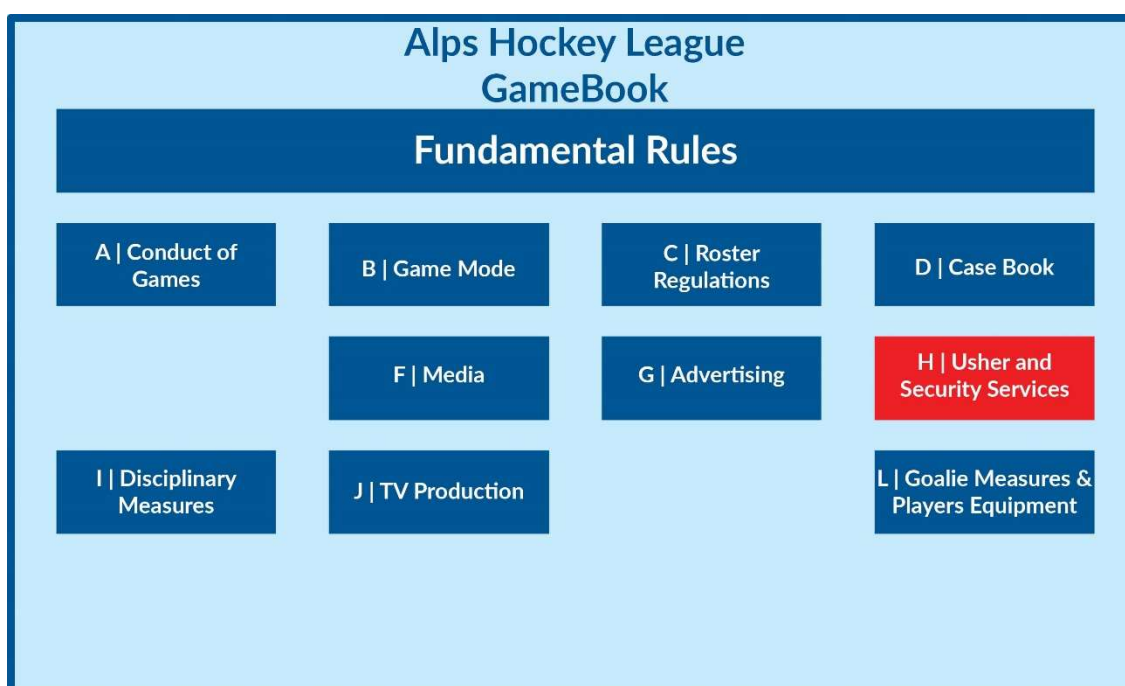 Alps Hockey League
GameBook
Fundamental Rules
A | Conduct of
Games
B | Game Mode
C | Roster
Regulations
D | Case Book
F | Media
G | Advertising
H | Usher and
Security Services
I | Disciplinary
Measures
J | TV Production
L | Goalie Measures &
Players Equipment